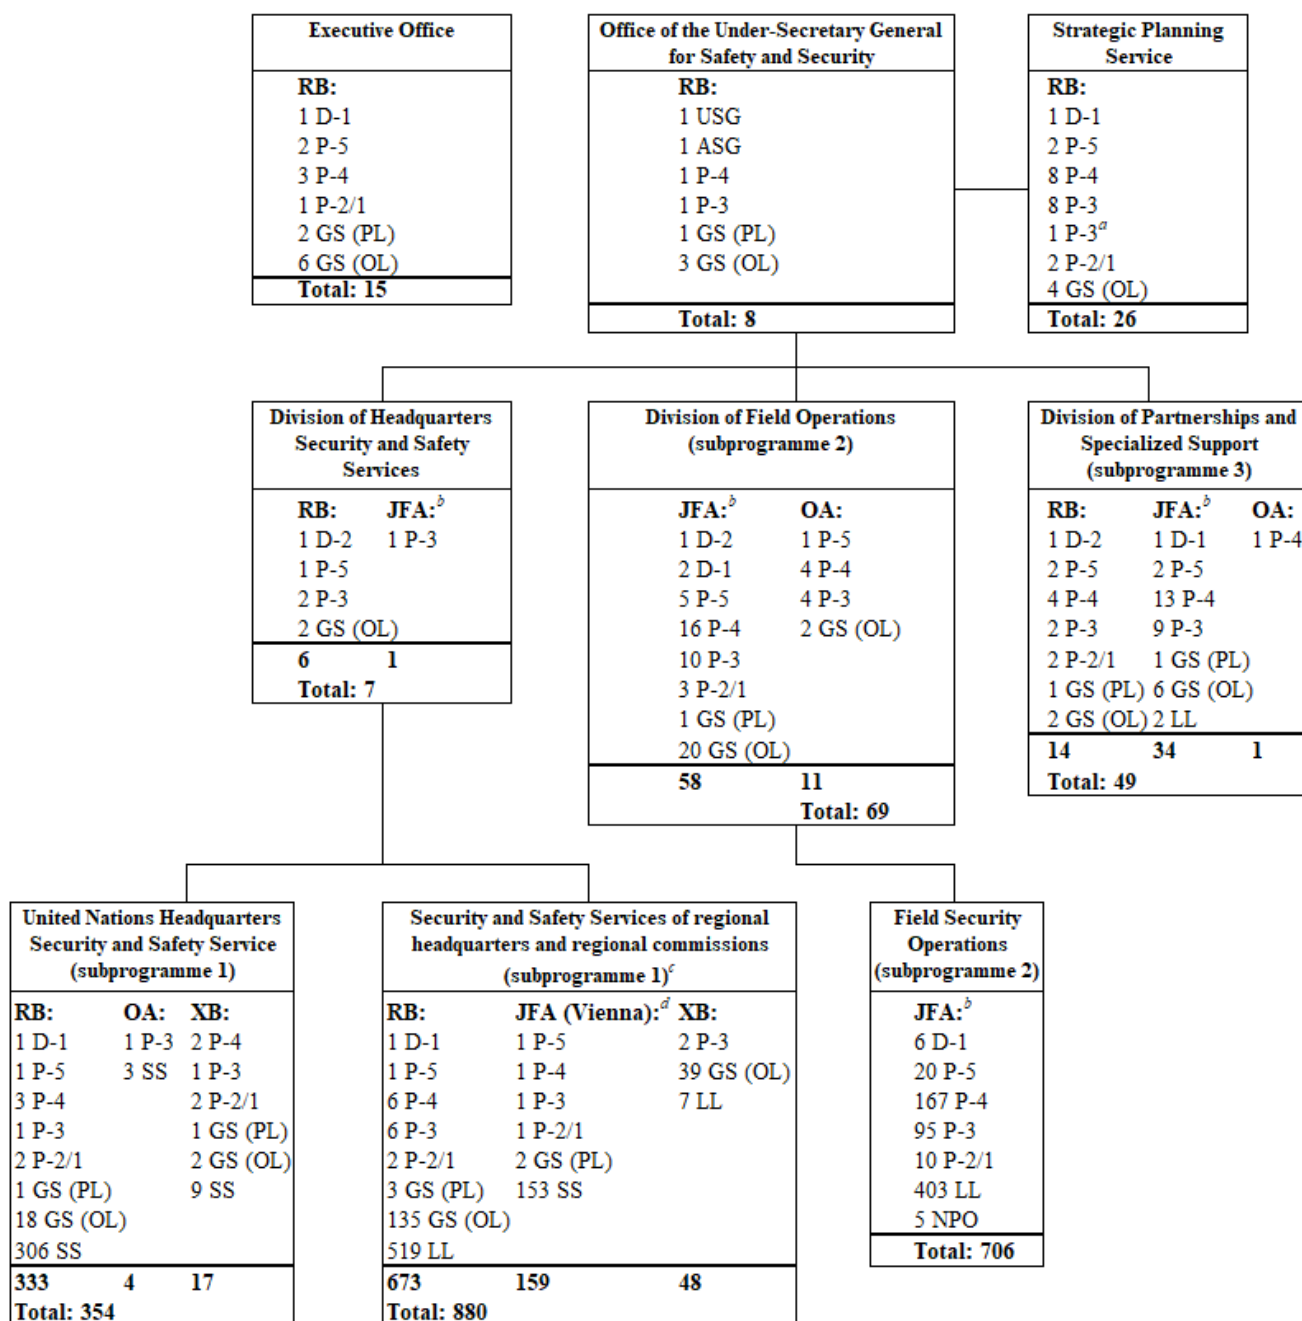 Executive Office
RB:
1 D-1
2 P-5
3 P-4
1 P-2/1
2 GS (PL)
6 GS (OL)
Total: 15
Office of the Under-Secretary General
for Safety and Security
RB:
1 USG
1 ASG
1 P-4
1 P-3
1 GS (PL)
3 GS (OL)
Total: 8
Strategic Planning
Service
RB:
1 D-1
2 P-5
8 P-4
8 P-3
1 P-3a
2 P-2/1
4 GS (OL)
Total: 26
Division of Headquarters
Security and Safety
Services
RB: JFA:b
1 D-2 1 P-3
1 P-5
2 P-3
2 GS (OL)
6 1
Total: 7
Division of Field Operations
(subprogramme 2)
JFA:b OA:
1 D-2 1 P-5
2 D-1 4 P-4
5 P-5 4 P-3
16 P-4 2 GS (OL)
10 P-3
3 P-2/1
1 GS (PL)
20 GS (OL)
58 11
Total: 69
Division of Partnerships and
Specialized Support
(subprogramme 3)
RB: JFA:b OA:
1 D-2 1 D-1 1 P-4
2 P-5 2 P-5
4 P-4 13 P-4
2 P-3 9 P-3
2 P-2/1 1 GS (PL)
1 GS (PL) 6 GS (OL)
2 GS (OL) 2 LL
14 34 1
Total: 49
United Nations Headquarters
Security and Safety Service
(subprogramme 1)
RB: OA: XB:
1 D-1 1 P-3 2 P-4
1 P-5 3 SS 1 P-3
3 P-4 2 P-2/1
1 P-3 1 GS (PL)
2 P-2/1 2 GS (OL)
1 GS (PL) 9 SS
18 GS (OL)
306 SS
333 4 17
Total: 354
Security and Safety Services of regional
headquarters and regional commissions
(subprogramme 1)c
RB: JFA (Vienna):d XB:
1 D-1 1 P-5 2 P-3
1 P-5 1 P-4 39 GS (OL)
6 P-4 1 P-3 7 LL
6 P-3 1 P-2/1
2 P-2/1 2 GS (PL)
3 GS (PL) 153 SS
135 GS (OL)
519 LL
673 159 48
Total: 880
Field Security
Operations
(subprogramme 2)
JFA:b
6 D-1
20 P-5
167 P-4
95 P-3
10 P-2/1
403 LL
5 NPO
Total: 706